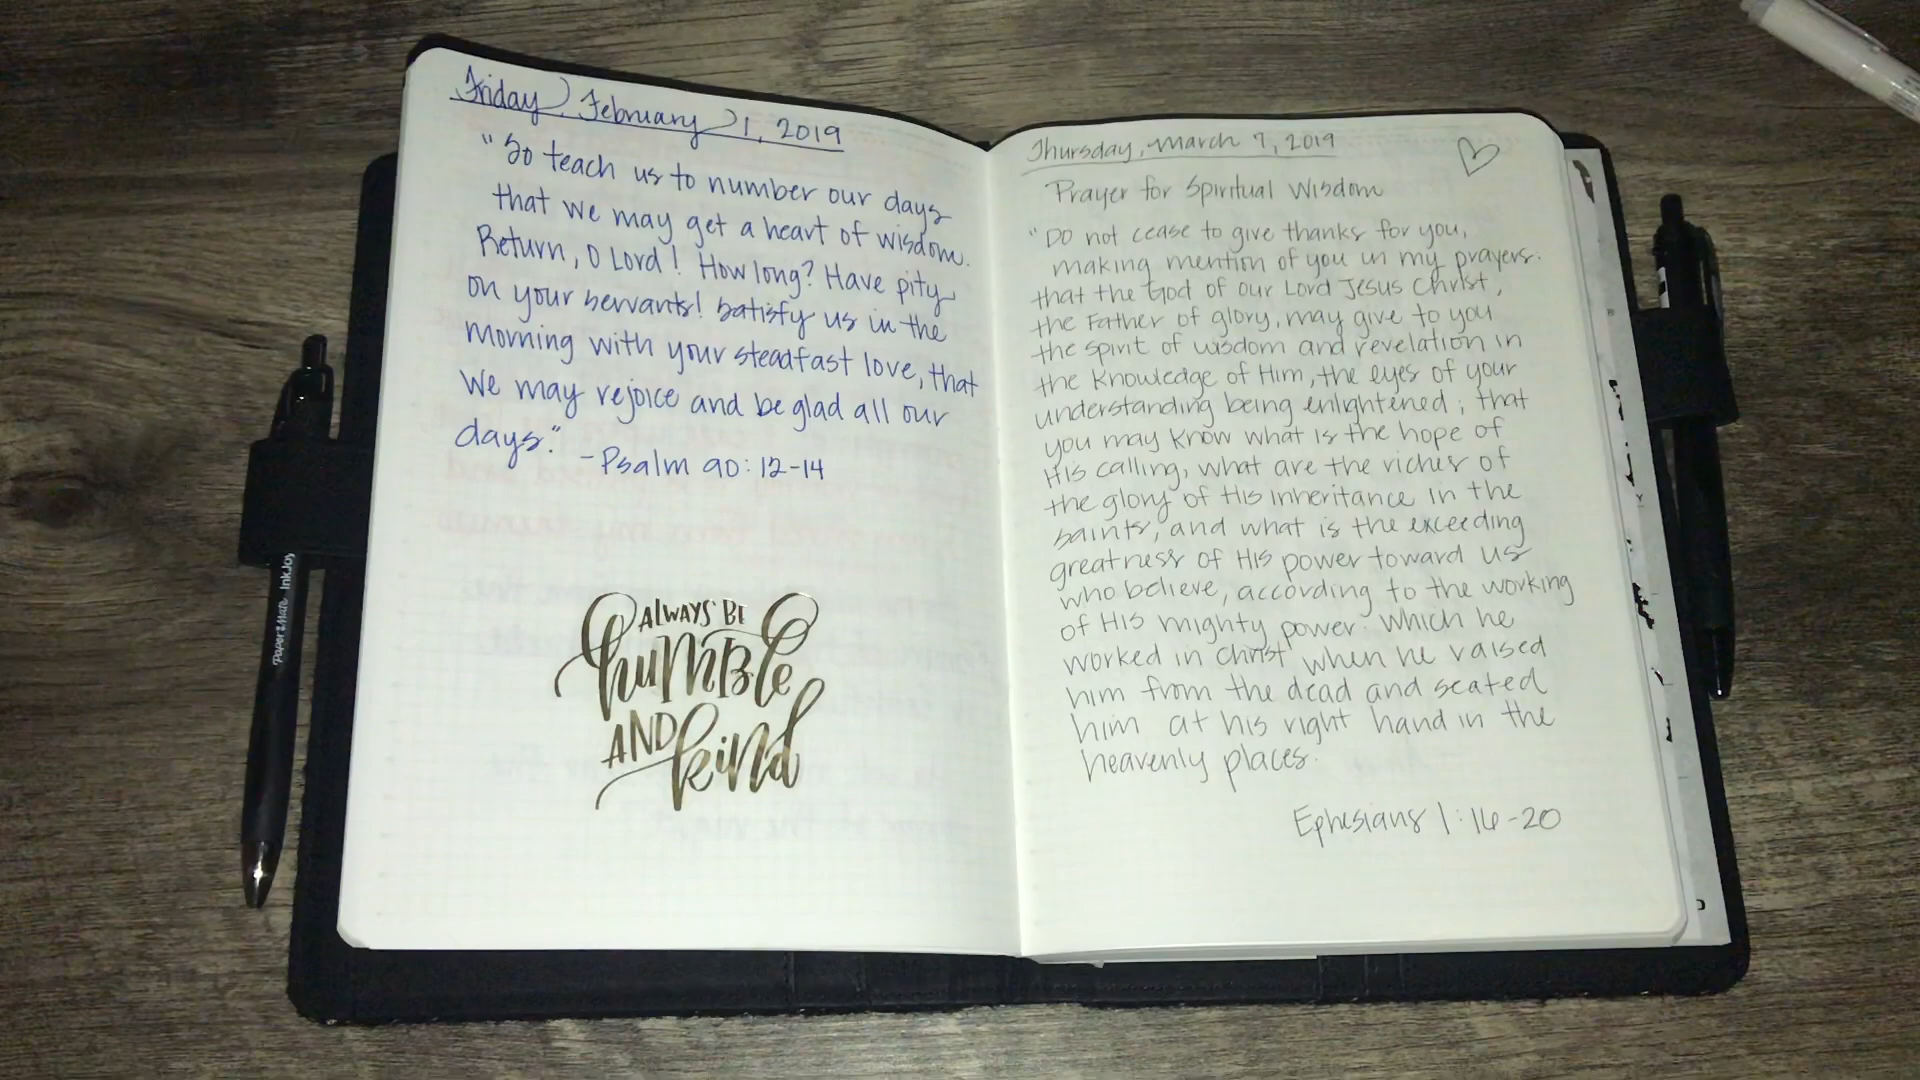 Friday, February 1, 2019
"So teach us to number our days
that we may get a heart of wisdom.
Return, O Lord! How long? Have pity
on your servants! Satisfy us in the
morning with your steadfast love, that
we may rejoice and be glad all our
days."
-Psalm 90:12-14
ALWAYS BE
humble
AND kind
Thursday, March 7, 2019
Prayer for Spiritual Wisdom
"Do not cease to give thanks for you,
making mention of you in my prayers.
that the God of our Lord Jesus Christ,
the Father of glory, may give to you
the spirit of wisdom and revelation in
the knowledge of Him, the eyes of your
understanding being enlightened; that
you may know what is the hope of
His calling, what are the riches of
the glory of His inheritance in the
saints, and what is the exceeding
greatness of His power toward us
who believe, according to the working
of His mighty power. which he
worked in Christ when he raised
him from the dead and seated
him at his right hand in the
heavenly places.
Ephesians 1:16-20
PaperMate InkJoy